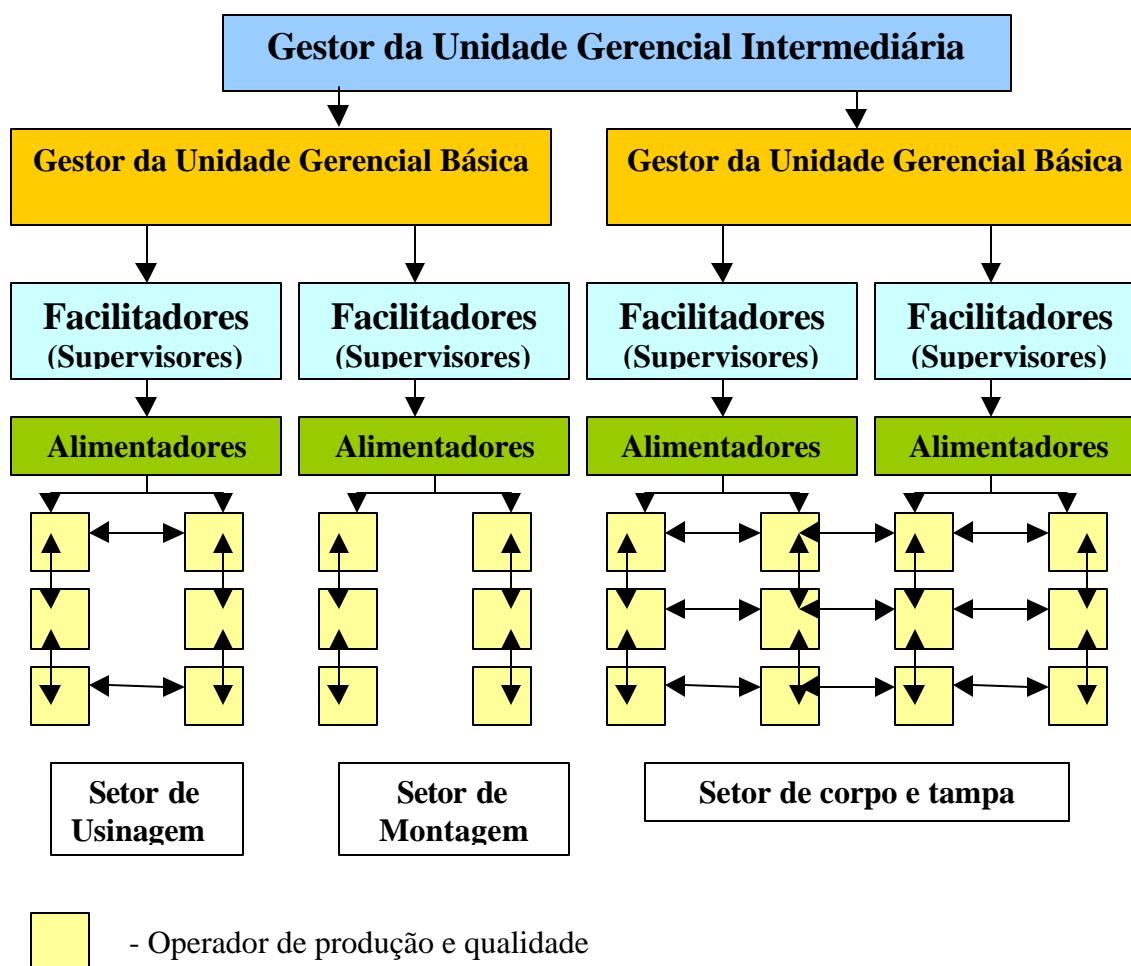 Gestor da Unidade Gerencial Intermediária
Gestor da Unidade Gerencial Básica
Gestor da Unidade Gerencial Básica
Facilitadores
(Supervisores)
Facilitadores
(Supervisores)
Facilitadores
(Supervisores)
Facilitadores
(Supervisores)
Alimentadores
Alimentadores
Alimentadores
Alimentadores
Setor de
Usinagem
Setor de
Montagem
Setor de corpo e tampa
- Operador de produção e qualidade